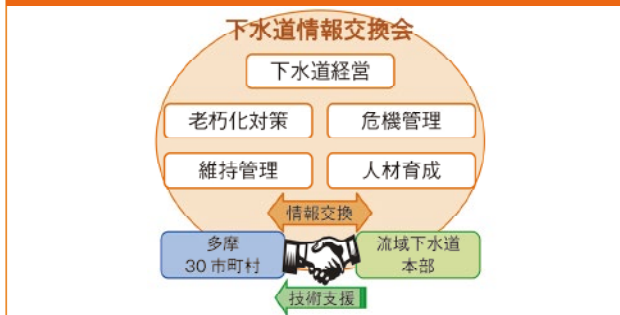 下水道情報交換会
下水道経営
老朽化対策
危機管理
維持管理
人材育成
情報交換
多摩
30市町村
流域下水道
本部
技術支援